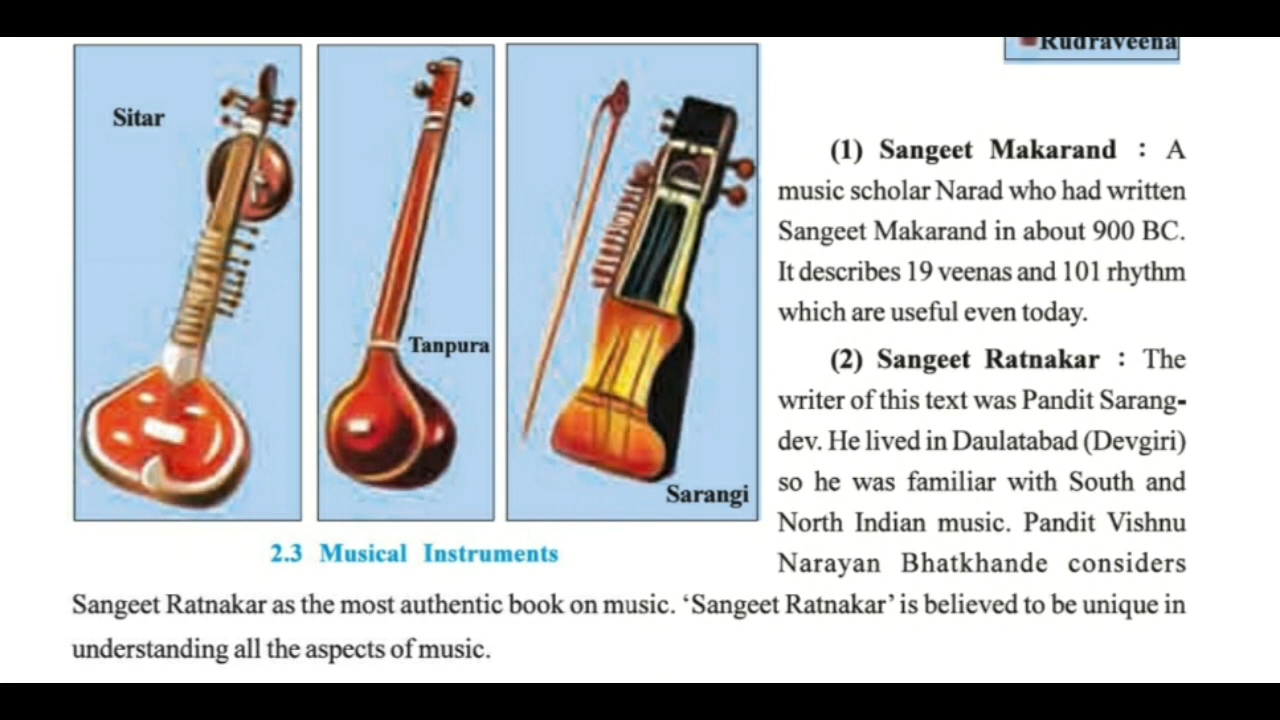 Rudraveena
Sitar
Tanpura
Sarangi
2.3 Musical Instruments
(1) Sangeet Makarand : A
music scholar Narad who had written
Sangeet Makarand in about 900 BC.
It describes 19 veenas and 101 rhythm
which are useful even today.
(2) Sangeet Ratnakar : The
writer of this text was Pandit Sarang-
dev. He lived in Daulatabad (Devgiri)
so he was familiar with South and
North Indian music. Pandit Vishnu
Narayan Bhatkhande considers
Sangeet Ratnakar as the most authentic book on music. ‘Sangeet Ratnakar’ is believed to be unique in
understanding all the aspects of music.